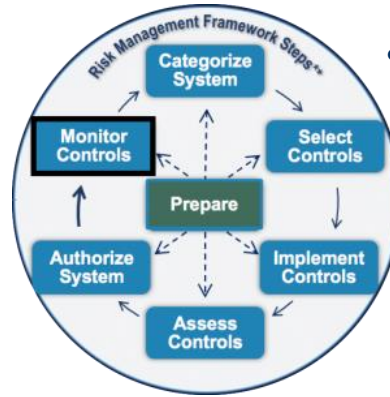 Risk Management Framework Steps
Categorize
System
Monitor
Controls
Select
Controls
Prepare
Authorize
System
Implement
Controls
Assess
Controls